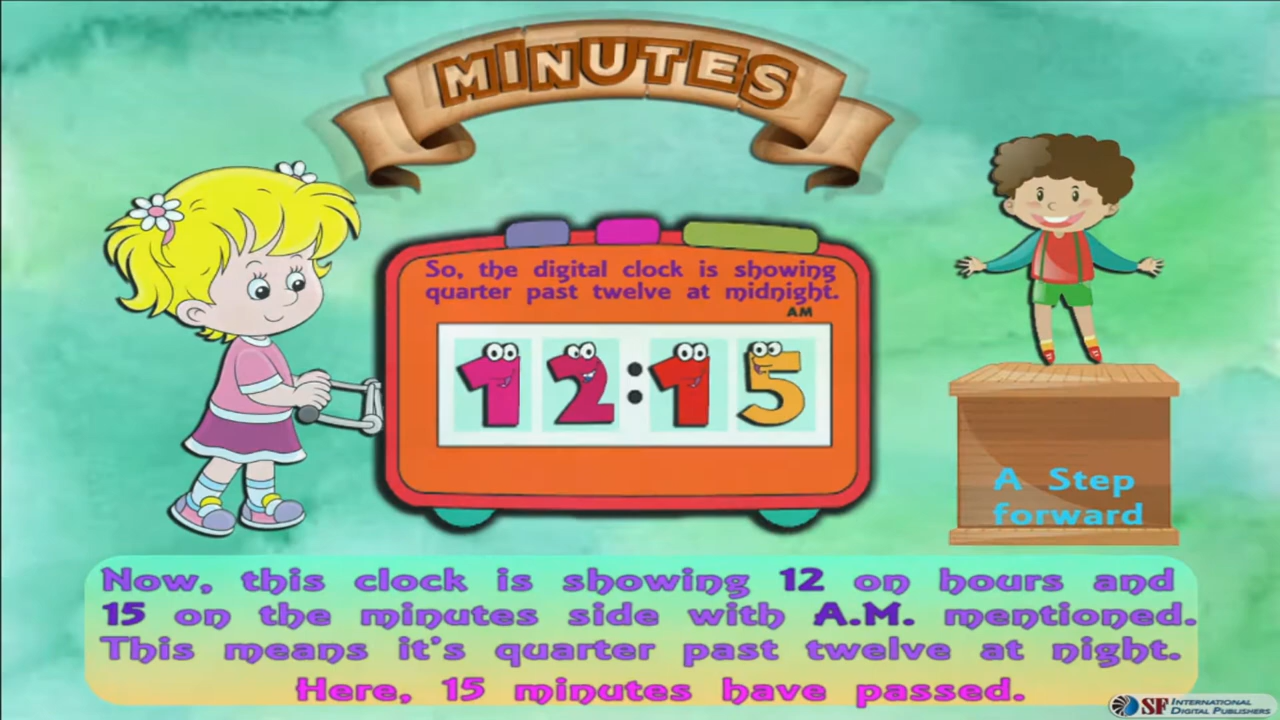 MINUTES
So, the digital clock is showing
quarter past twelve at midnight.
AM
12:15
A Step
forward
Now, this clock is showing 12 on hours and
15 on the minutes side with A.M. mentioned.
This means it's quarter past twelve at night.
Here, 15 minutes have passed.
SF INTERNATIONAL
DIGITAL PUBLISHERS